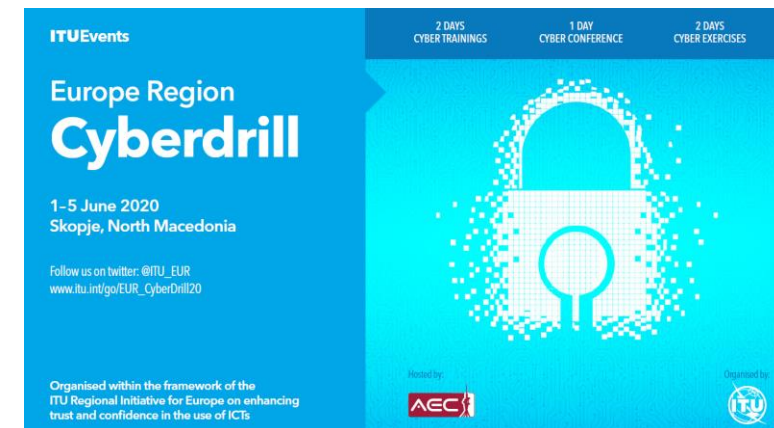 ITUEvents
Europe Region
Cyberdrill
1–5 June 2020
Skopje, North Macedonia
Follow us on twitter: @ITU_EUR
www.itu.int/go/EUR_CyberDrill20
Organised within the framework of the
ITU Regional Initiative for Europe on enhancing
trust and confidence in the use of ICTs
2 DAYS
CYBER TRAININGS
1 DAY
CYBER CONFERENCE
2 DAYS
CYBER EXERCISES
Hosted by:
AEC
Organised by:
ITU